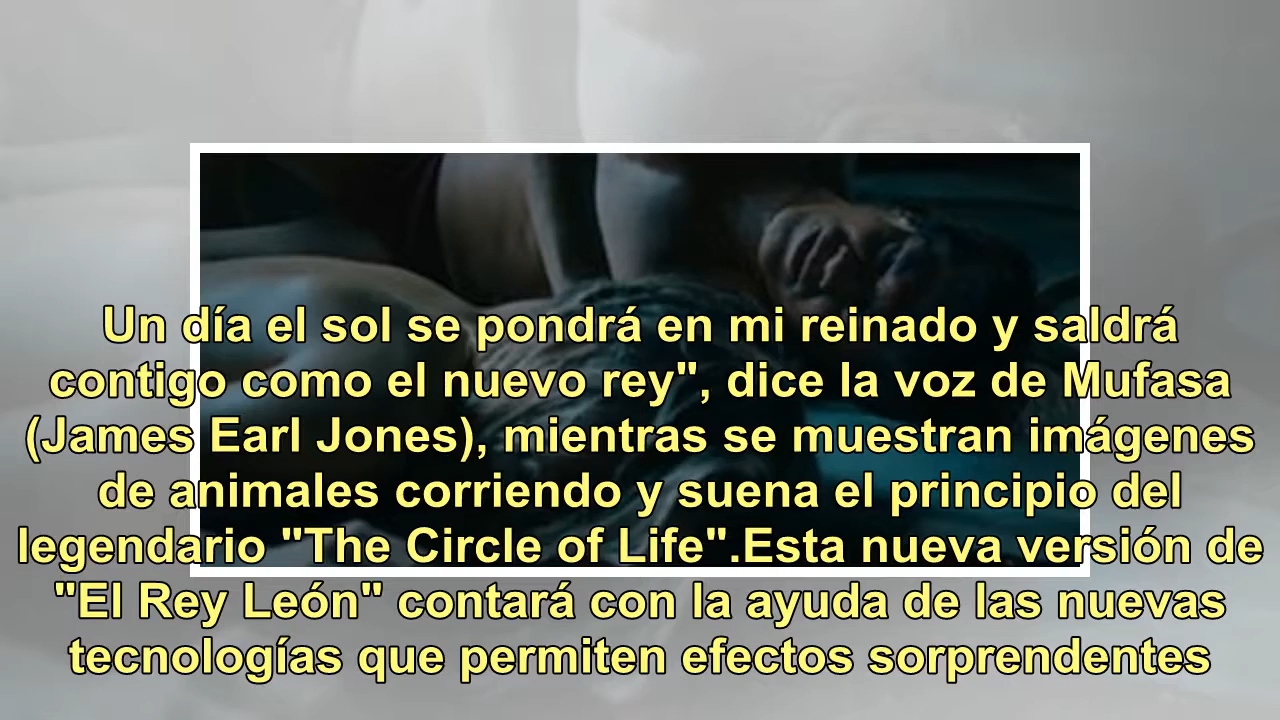 Un día el sol se pondrá en mi reinado y saldrá
contigo como el nuevo rey", dice la voz de Mufasa
(James Earl Jones), mientras se muestran imágenes
de animales corriendo y suena el principio del
legendario "The Circle of Life".Esta nueva versión de
"El Rey León" contará con la ayuda de las nuevas
tecnologías que permiten efectos sorprendentes